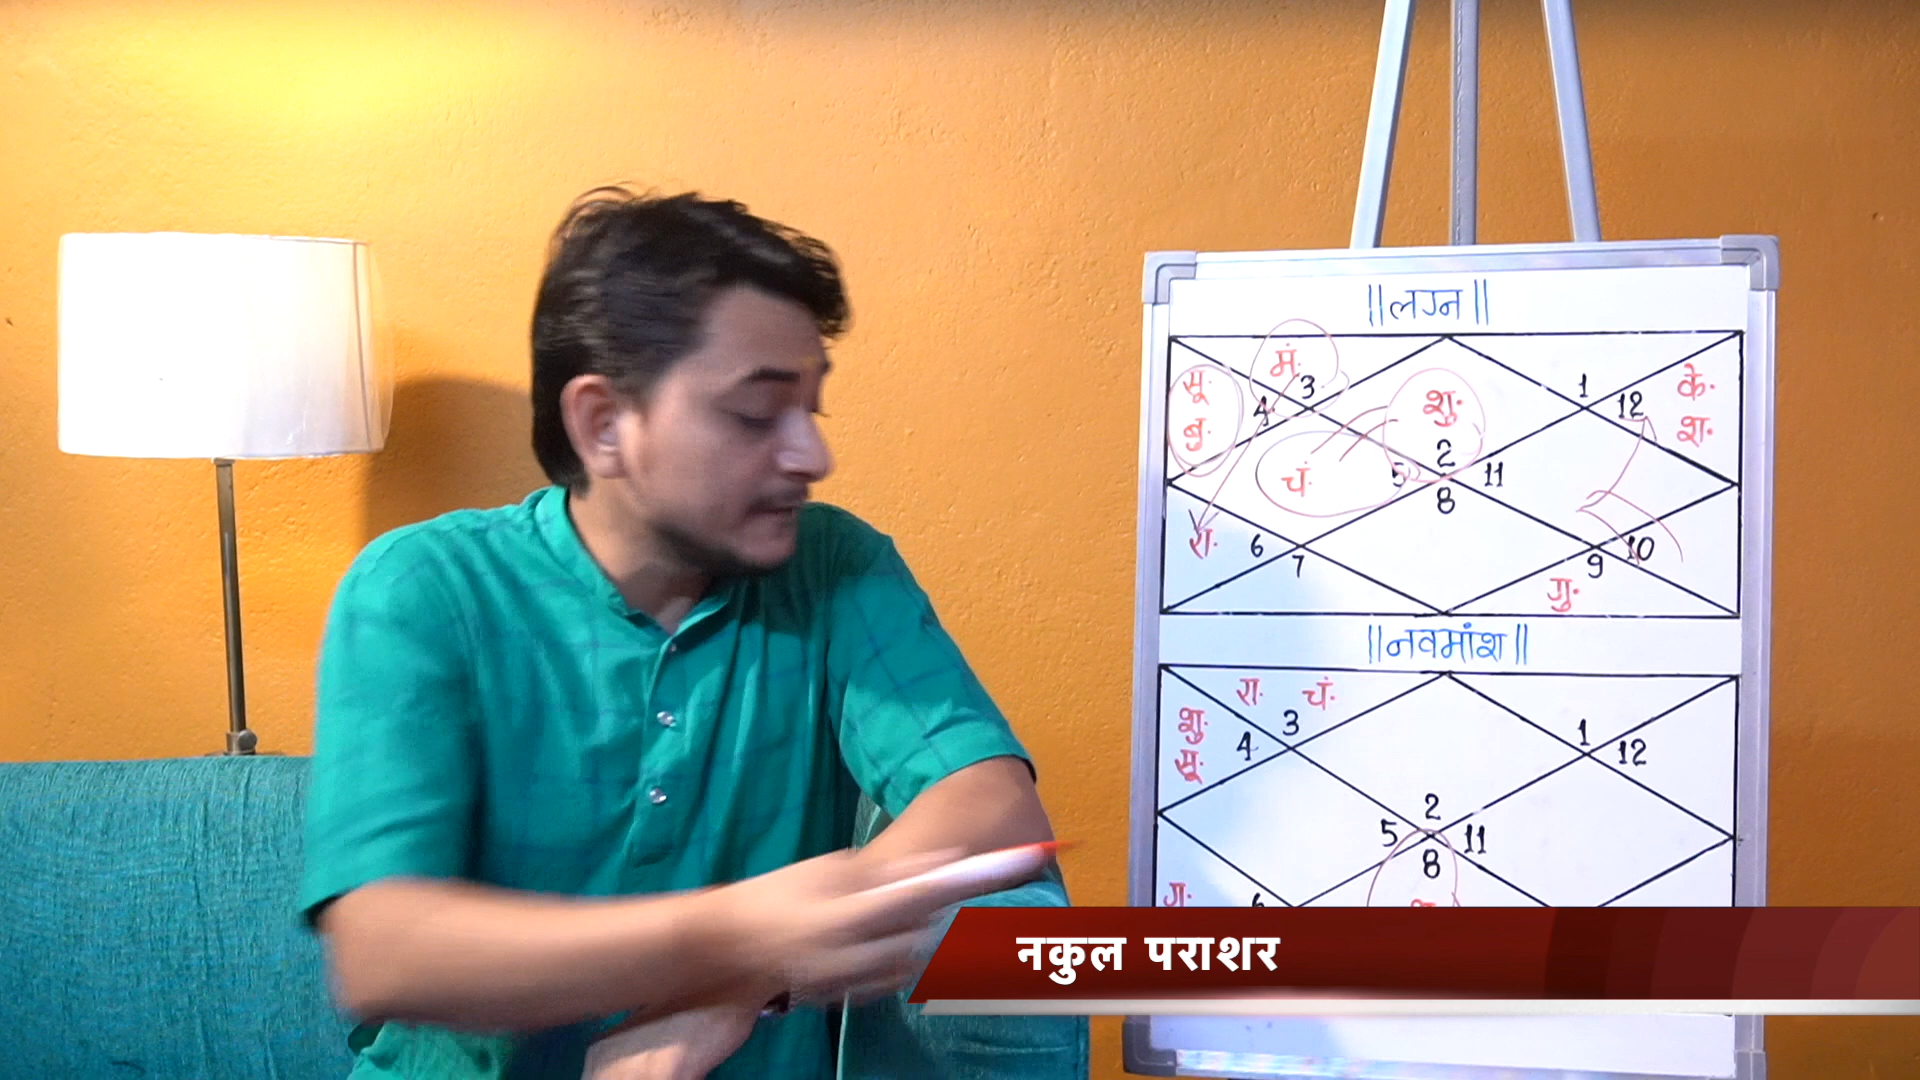 ||लग्न||
मं. 3 1 के.
सू. 4 शु. 12 श.
बु. 2
चं. 5 11
8
रा. 6 10
7 9
गु.
||नवमांश||
रा. चं.
शु. 3 1
सू. 4 12
2
5 11
8
नकुल पराशर